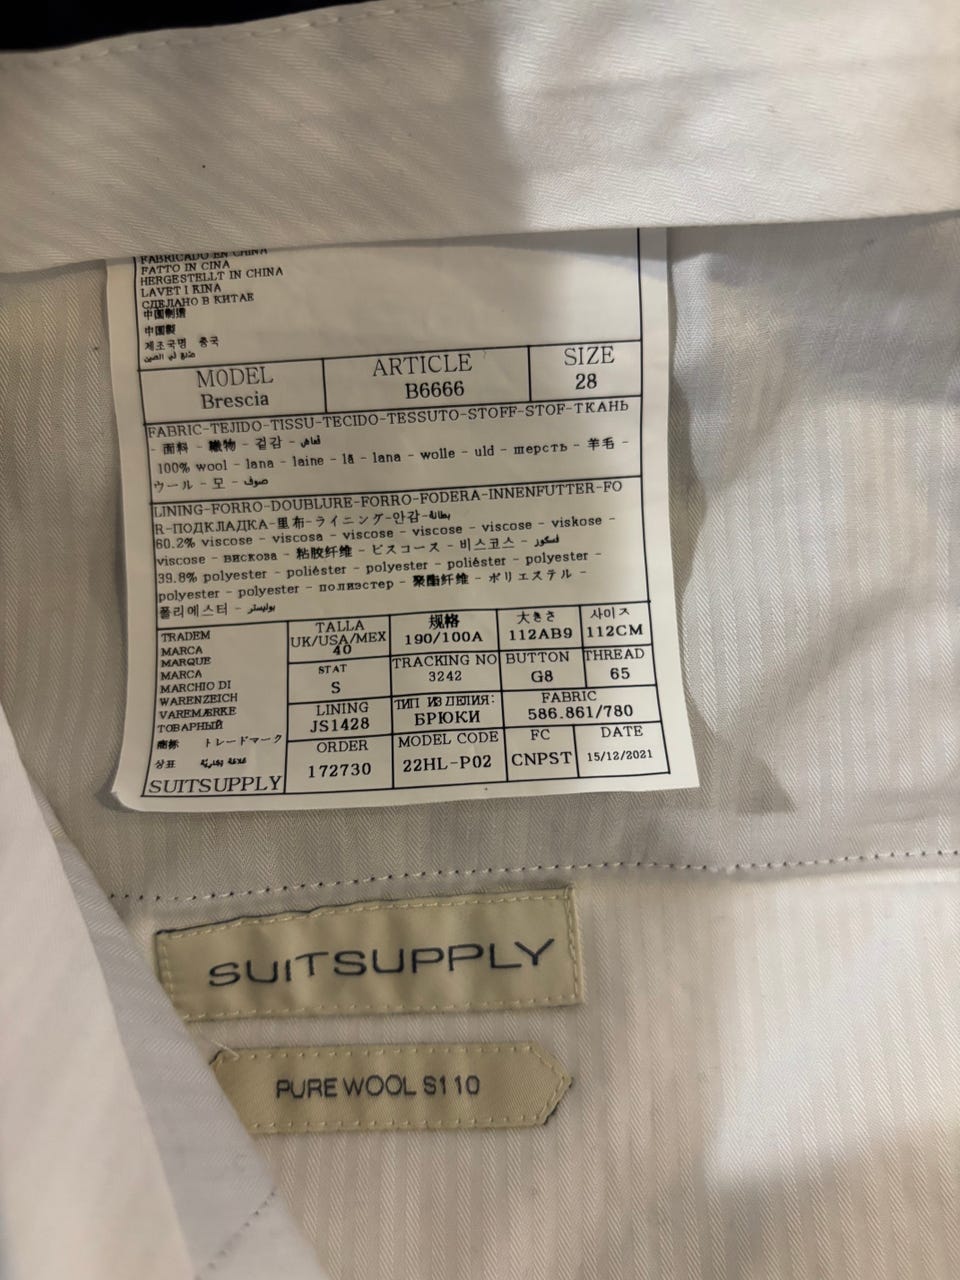 FABRICADO EN CHINA
FATTO IN CINA
HERGESTELLT IN CHINA
LAVET I KINA
СДЕЛАНО В КИТАЕ
中国制造
中国製
제조국명 중국
صنع في الصين
MODEL
Brescia
ARTICLE
B6666
SIZE
28
FABRIC-TEJIDO-TISSU-TECIDO-TESSUTO-STOFF-STOF-ТКАНЬ
- 面料 - 織物 - 겉감 - قماش
100% wool - lana - laine - lã - lana - wolle - uld - шерсть - 羊毛 -
ウール - 모 - صوف
LINING-FORRO-DOUBLURE-FORRO-FODERA-INNENFUTTER-FO
R-ПОДКЛАДКА-里布-ライニング-안감-بطانة
60.2% viscose - viscosa - viscose - viscose - viscose - viskose -
viscose - вискоза - 粘胶纤维 - ビスコース - 비스코스 - فسكوز
39.8% polyester - poliéster - polyester - poliéster - polyester -
polyester - polyester - полиэстер - 聚酯纤维 - ポリエステル -
폴리에스터 - بوليستر
TRADEM
MARCA
MARQUE
MARCA
MARCHIO DI
WARENZEICH
VAREMÆRKE
ТОВАРНЫЙ
商标 トレードマーク
상표 علامة تجارية
SUITSUPPLY
TALLA
UK/USA/MEX
40
规格
190/100A
大きさ
112AB9
사이즈
112CM
STAT
S
TRACKING NO
3242
BUTTON
G8
THREAD
65
LINING
JS1428
ТИП ИЗДЕЛИЯ:
БРЮКИ
FABRIC
586.861/780
ORDER
172730
MODEL CODE
22HL-P02
FC
CNPST
DATE
15/12/2021
SUITSUPPLY
PURE WOOL S110